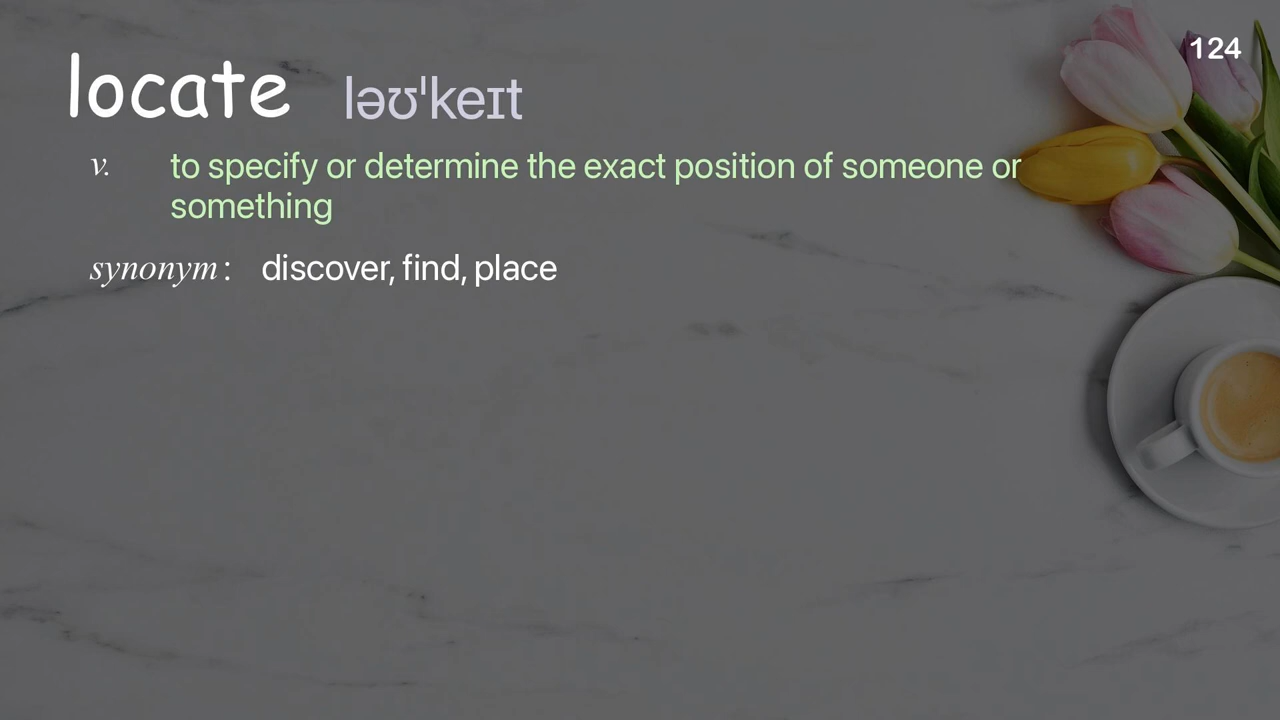 124
locate ləʊˈkeɪt
v. to specify or determine the exact position of someone or
something
synonym : discover, find, place